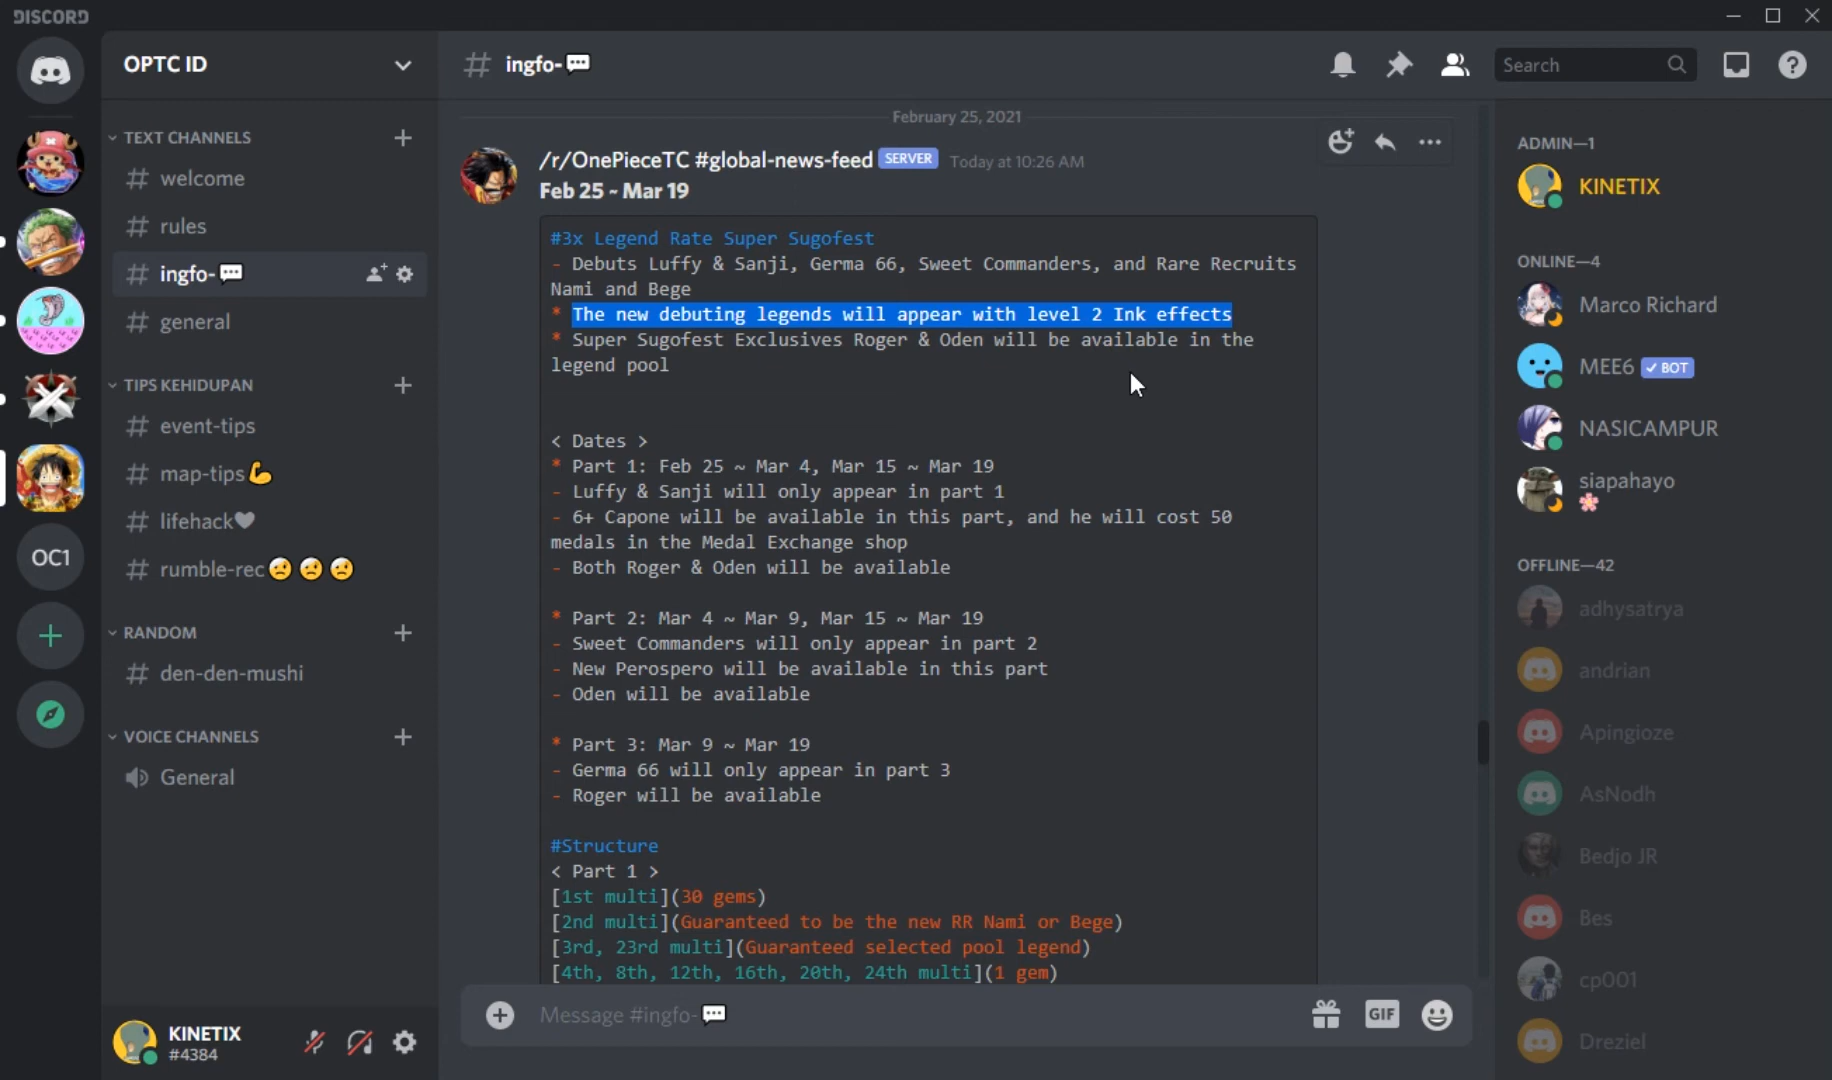 DISCORD
OPTC ID
TEXT CHANNELS
welcome
rules
ingfo-💬
general
TIPS KEHIDUPAN
event-tips
map-tips💪
lifehack🖤
rumble-rec🤕🤕🤕
RANDOM
den-den-mushi
VOICE CHANNELS
General
OC1
KINETIX
#4384
# ingfo-💬
Search
February 25, 2021
/r/OnePieceTC #global-news-feed SERVER Today at 10:26 AM
Feb 25 ~ Mar 19
#3x Legend Rate Super Sugofest
- Debuts Luffy & Sanji, Germa 66, Sweet Commanders, and Rare Recruits
Nami and Bege
* The new debuting legends will appear with level 2 Ink effects
* Super Sugofest Exclusives Roger & Oden will be available in the
legend pool
< Dates >
* Part 1: Feb 25 ~ Mar 4, Mar 15 ~ Mar 19
- Luffy & Sanji will only appear in part 1
- 6+ Capone will be available in this part, and he will cost 50
medals in the Medal Exchange shop
- Both Roger & Oden will be available
* Part 2: Mar 4 ~ Mar 9, Mar 15 ~ Mar 19
- Sweet Commanders will only appear in part 2
- New Perospero will be available in this part
- Oden will be available
* Part 3: Mar 9 ~ Mar 19
- Germa 66 will only appear in part 3
- Roger will be available
#Structure
< Part 1 >
[1st multi](30 gems)
[2nd multi](Guaranteed to be the new RR Nami or Bege)
[3rd, 23rd multi](Guaranteed selected pool legend)
[4th, 8th, 12th, 16th, 20th, 24th multi](1 gem)
Message #ingfo-💬
GIF
ADMIN—1
KINETIX
ONLINE—4
Marco Richard
MEE6 ✓ BOT
NASICAMPUR
siapahayo
🌸
OFFLINE—42
adhysatrya
andrian
Apingioze
AsNodh
Bedjo JR
Bes
cp001
Dreziel